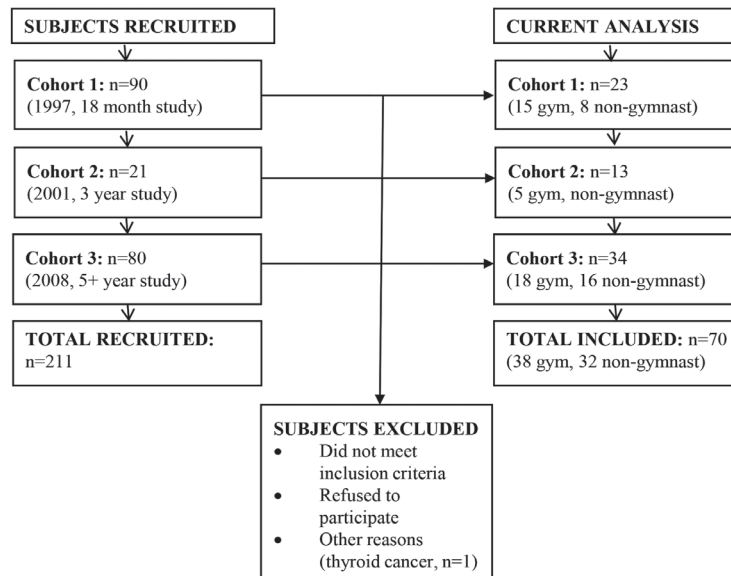 SUBJECTS RECRUITED
Cohort 1: n=90
(1997, 18 month study)
Cohort 2: n=21
(2001, 3 year study)
Cohort 3: n=80
(2008, 5+ year study)
TOTAL RECRUITED:
n=211
CURRENT ANALYSIS
Cohort 1: n=23
(15 gym, 8 non-gymnast)
Cohort 2: n=13
(5 gym, non-gymnast)
Cohort 3: n=34
(18 gym, 16 non-gymnast)
TOTAL INCLUDED: n=70
(38 gym, 32 non-gymnast)
SUBJECTS EXCLUDED
• Did not meet
inclusion criteria
• Refused to
participate
• Other reasons
(thyroid cancer, n=1)